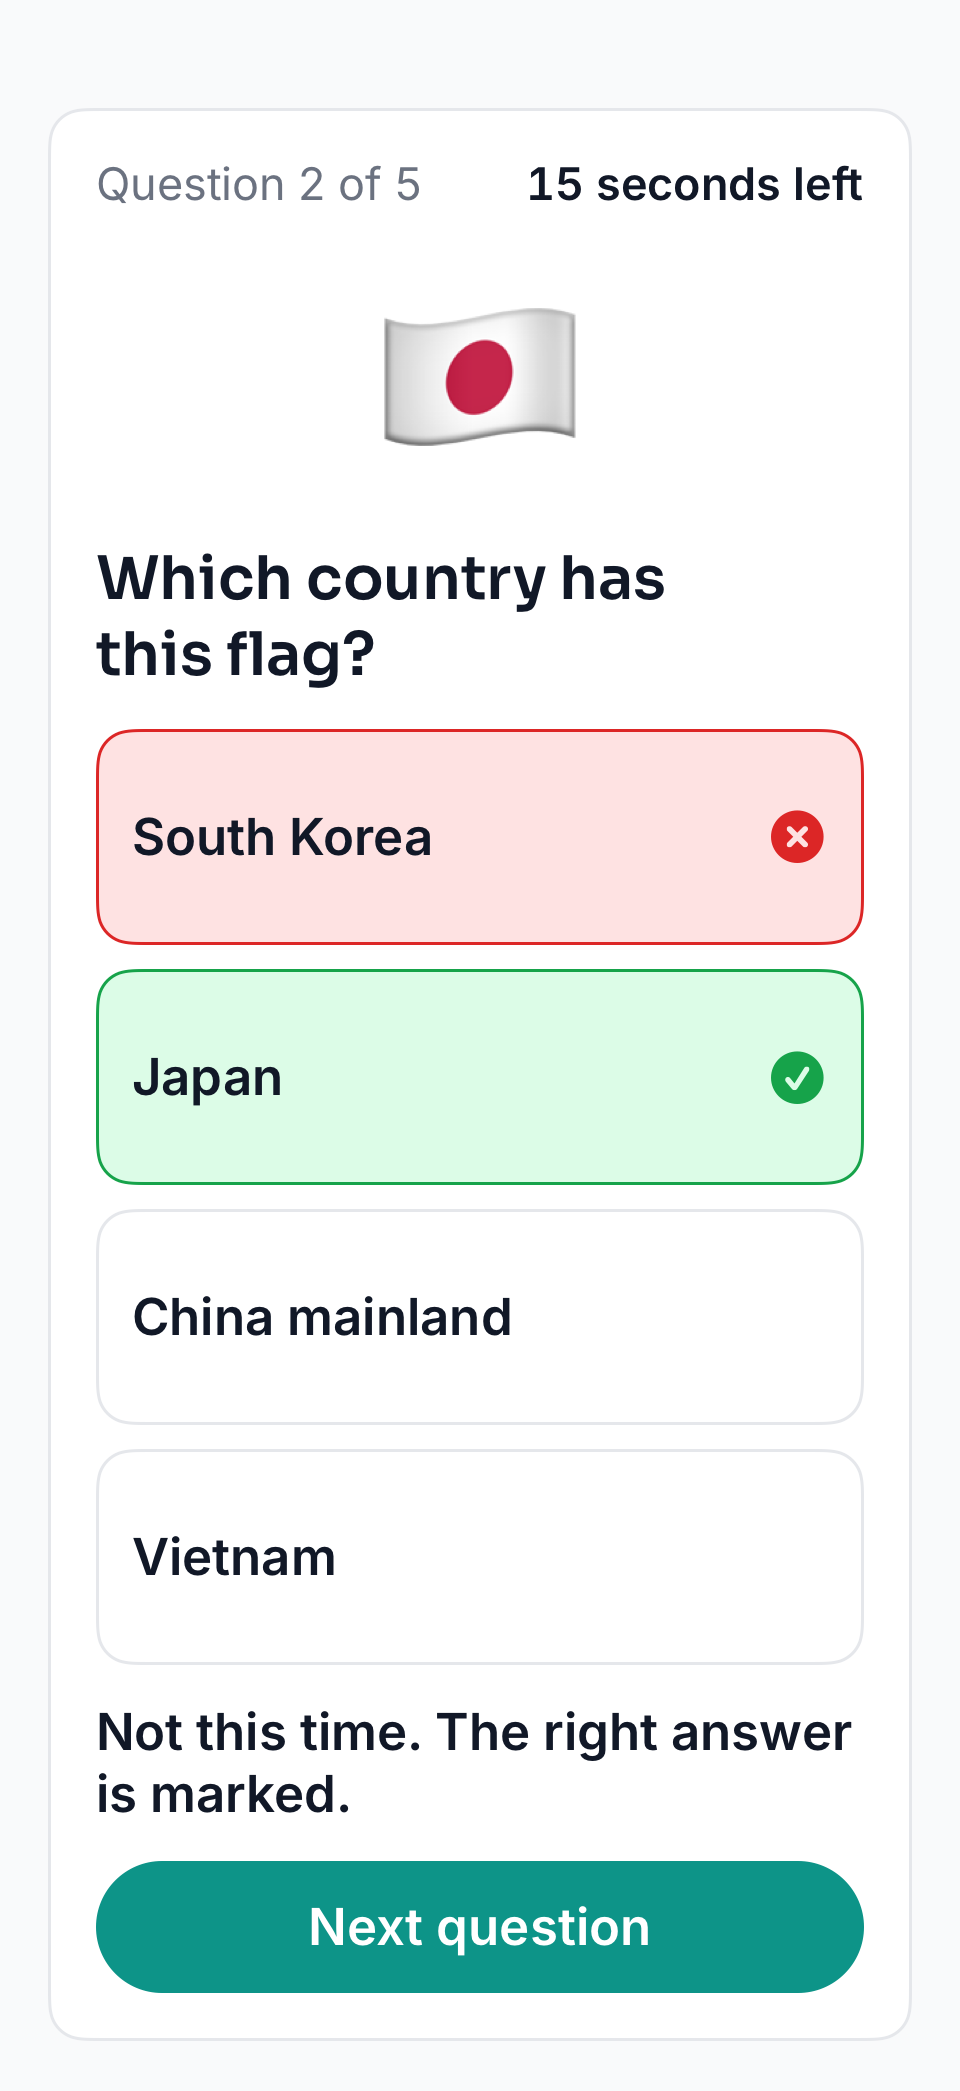 Question 2 of 5
15 seconds left
Which country has
this flag?
South Korea
Japan
China mainland
Vietnam
Not this time. The right answer
is marked.
Next question